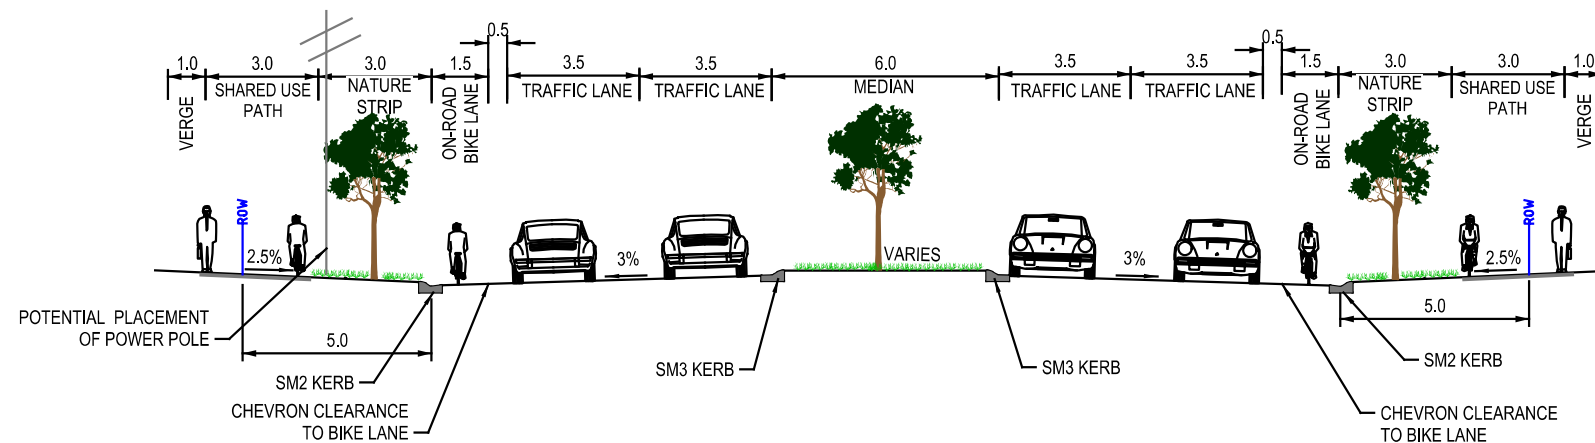 0.5
0.5
1.0
3.0
3.0
1.5
3.5
3.5
6.0
3.5
3.5
1.5
3.0
3.0
1.0
VERGE
SHARED USE
PATH
NATURE
STRIP
ON-ROAD
BIKE LANE
TRAFFIC LANE
TRAFFIC LANE
MEDIAN
TRAFFIC LANE
TRAFFIC LANE
ON-ROAD
BIKE LANE
NATURE
STRIP
SHARED USE
PATH
VERGE
ROW
ROW
2.5%
3%
VARIES
3%
2.5%
POTENTIAL PLACEMENT
OF POWER POLE
5.0
5.0
SM2 KERB
SM3 KERB
SM3 KERB
SM2 KERB
CHEVRON CLEARANCE
TO BIKE LANE
CHEVRON CLEARANCE
TO BIKE LANE